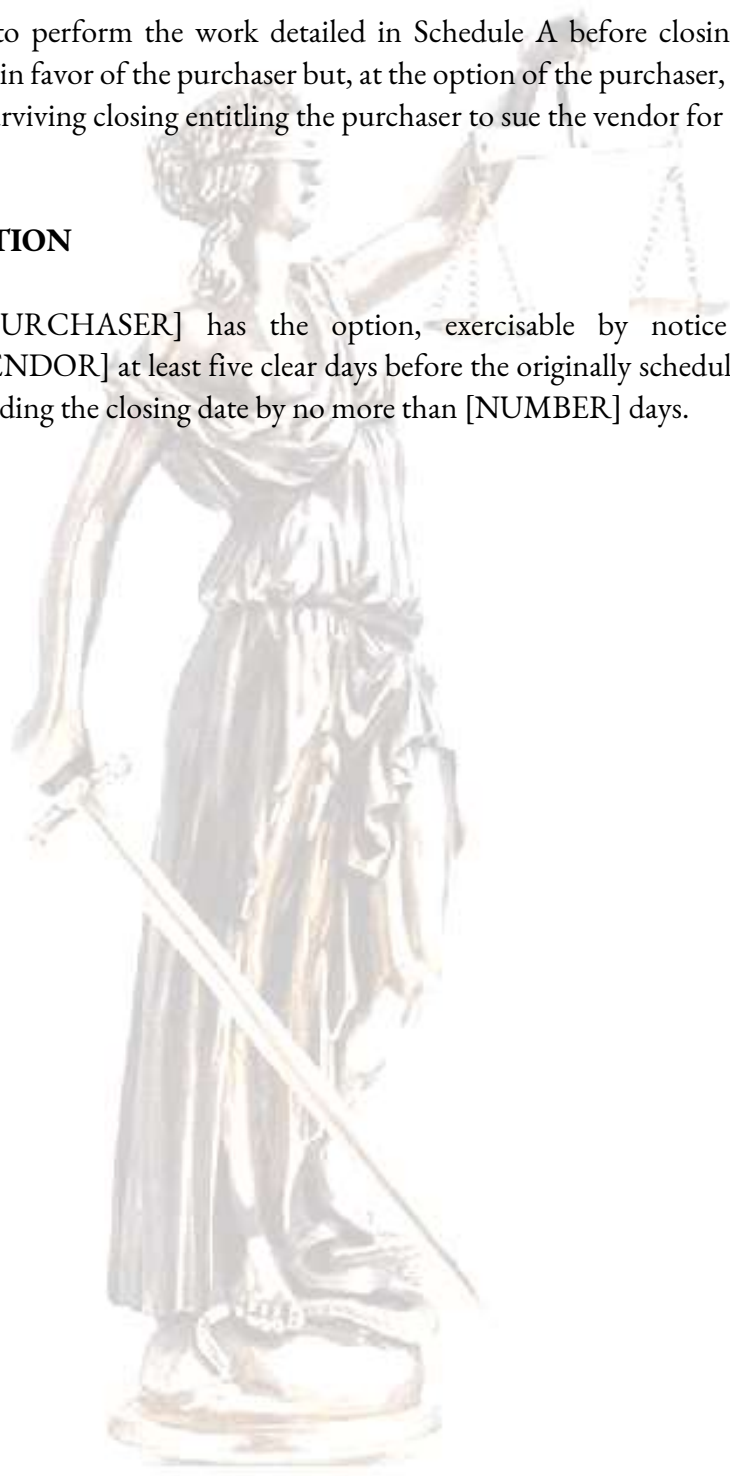 to perform the work detailed in Schedule A before closin
in favor of the purchaser but, at the option of the purchaser,
rviving closing entitling the purchaser to sue the vendor for
TION
URCHASER] has the option, exercisable by notice
ENDOR] at least five clear days before the originally schedul
ding the closing date by no more than [NUMBER] days.